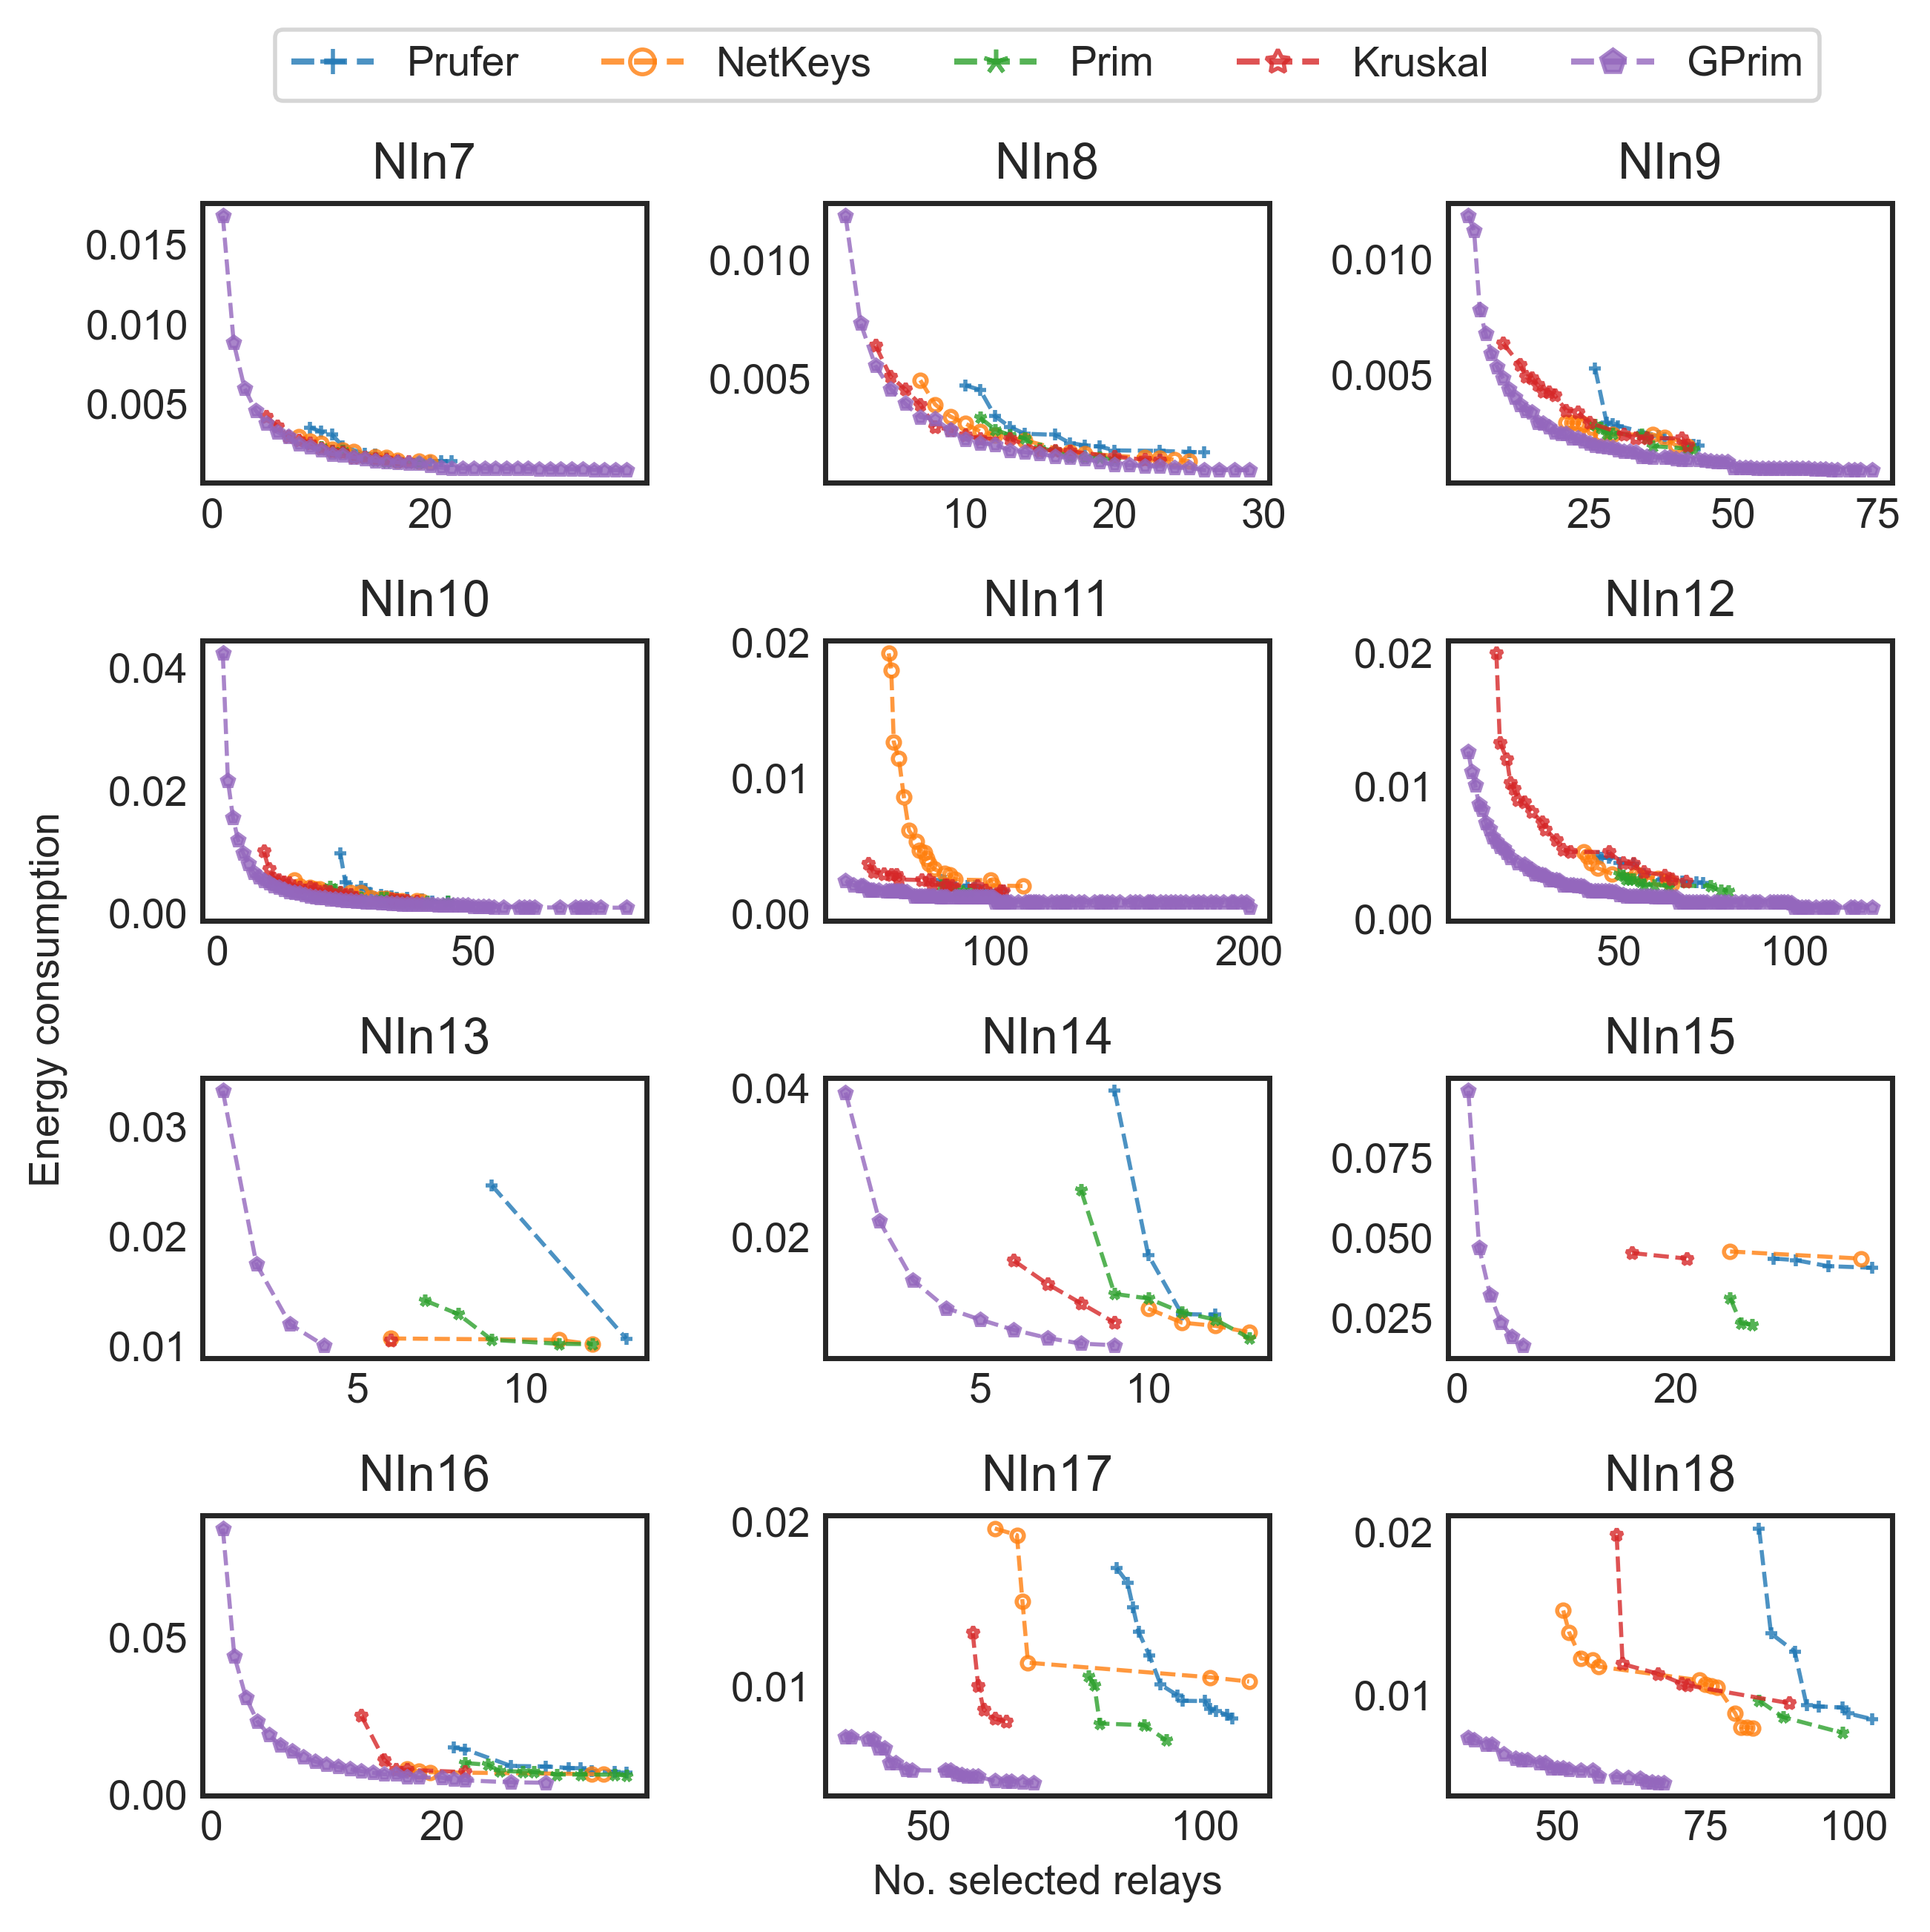 Prufer NetKeys Prim Kruskal GPrim
NIn7 NIn8 NIn9
0.015 0.010 0.005
0 20
0.010 0.005
10 20 30
0.010 0.005
25 50 75
NIn10 NIn11 NIn12
0.04 0.02 0.00
0 50
0.02 0.01 0.00
100 200
0.02 0.01 0.00
50 100
Energy consumption
NIn13 NIn14 NIn15
0.03 0.02 0.01
5 10
0.04 0.02
5 10
0.075 0.050 0.025
0 20
NIn16 NIn17 NIn18
0.05 0.00
0 20
0.02 0.01
50 100
0.02 0.01
50 75 100
No. selected relays